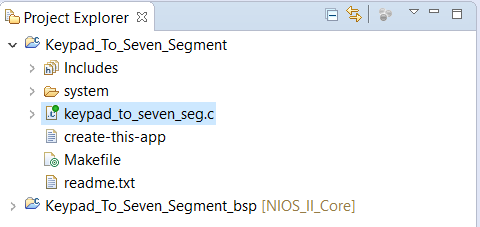 Project Explorer
Keypad_To_Seven_Segment
Includes
system
keypad_to_seven_seg.c
create-this-app
Makefile
readme.txt
Keypad_To_Seven_Segment_bsp [NIOS_II_Core]